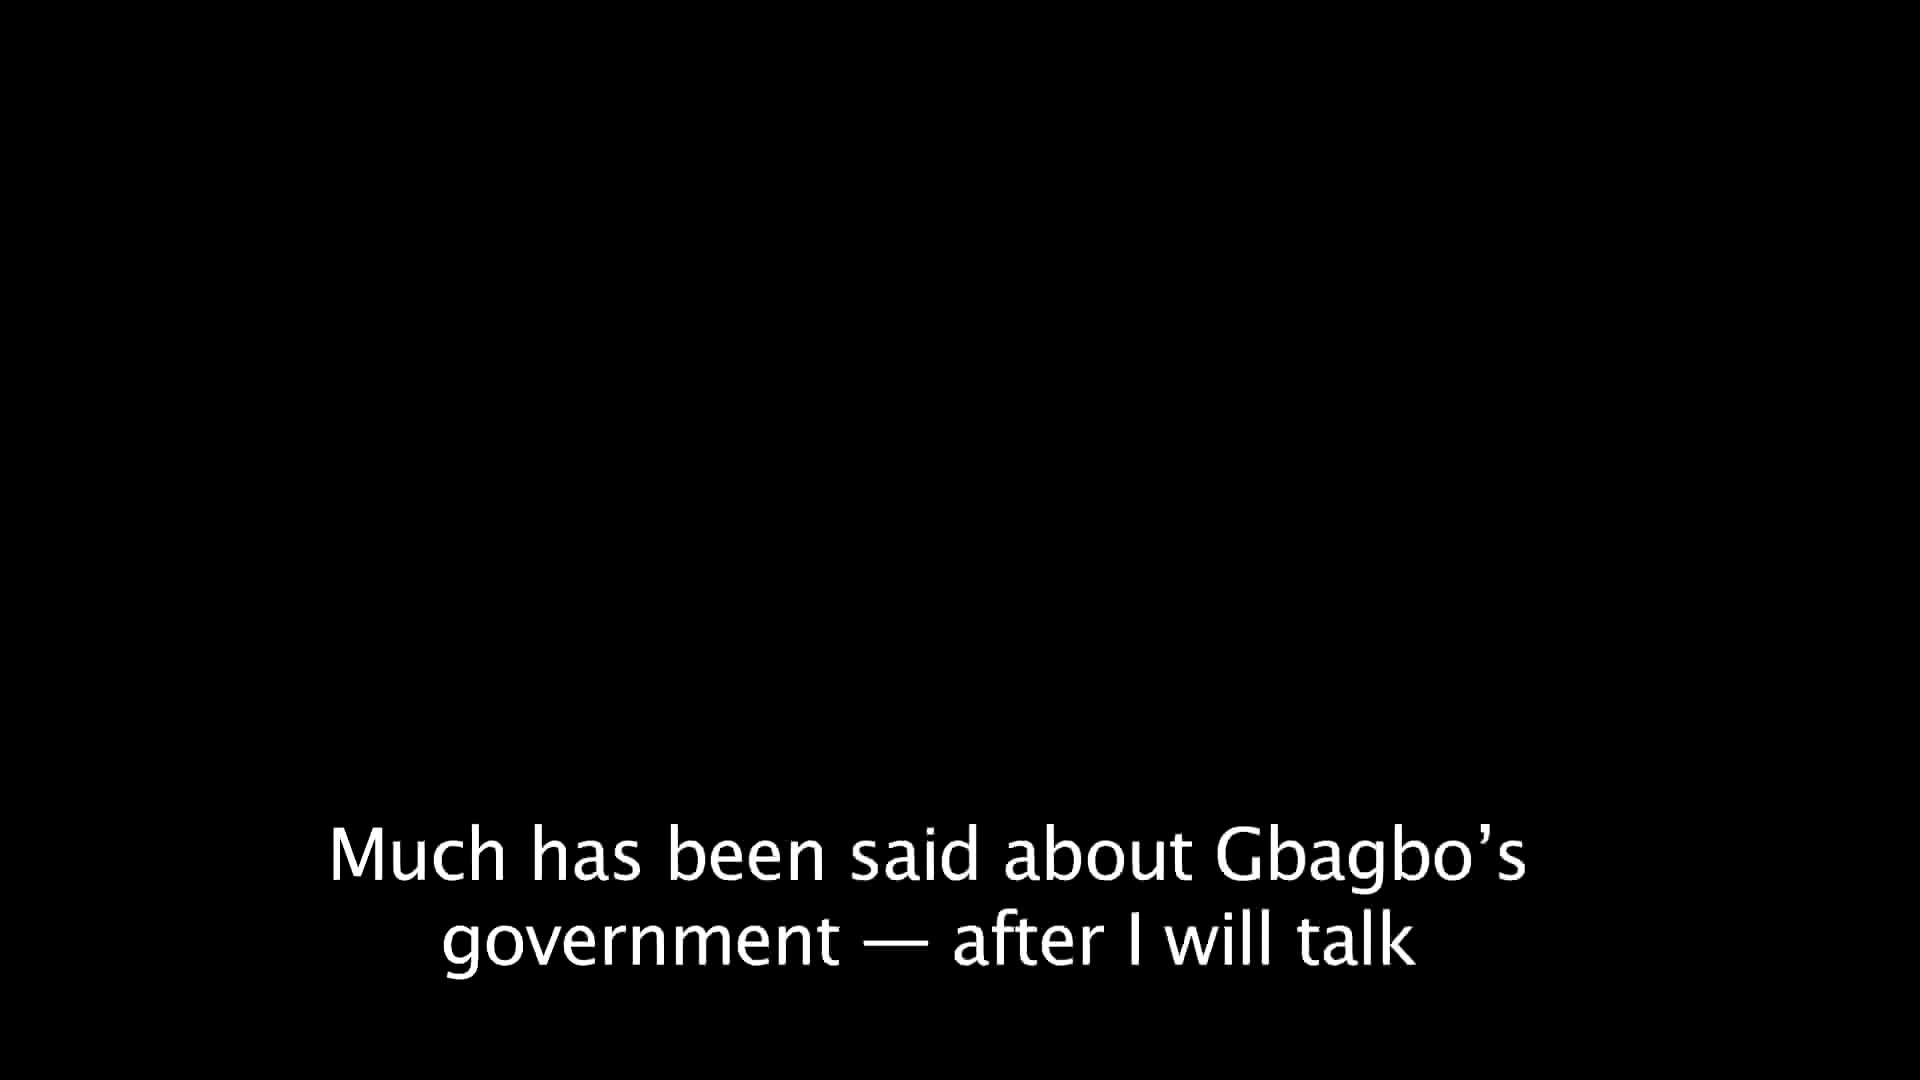 Much has been said about Gbagbo’s
government — after I will talk